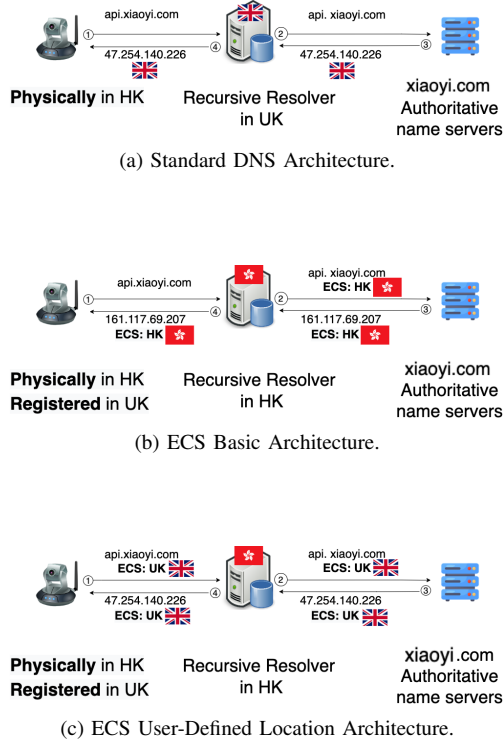 api.xiaoyi.com api. xiaoyi.com
① ④ ② ③
47.254.140.226 47.254.140.226
Physically in HK Recursive Resolver in UK xiaoyi.com Authoritative name servers
(a) Standard DNS Architecture.
api.xiaoyi.com api. xiaoyi.com
ECS: HK
① ④ ② ③
161.117.69.207 161.117.69.207
ECS: HK ECS: HK
Physically in HK Recursive Resolver xiaoyi.com
Registered in UK in HK Authoritative
name servers
(b) ECS Basic Architecture.
api.xiaoyi.com api. xiaoyi.com
ECS: UK ECS: UK
① ④ ② ③
47.254.140.226 47.254.140.226
ECS: UK ECS: UK
Physically in HK Recursive Resolver xiaoyi.com
Registered in UK in HK Authoritative
name servers
(c) ECS User-Defined Location Architecture.